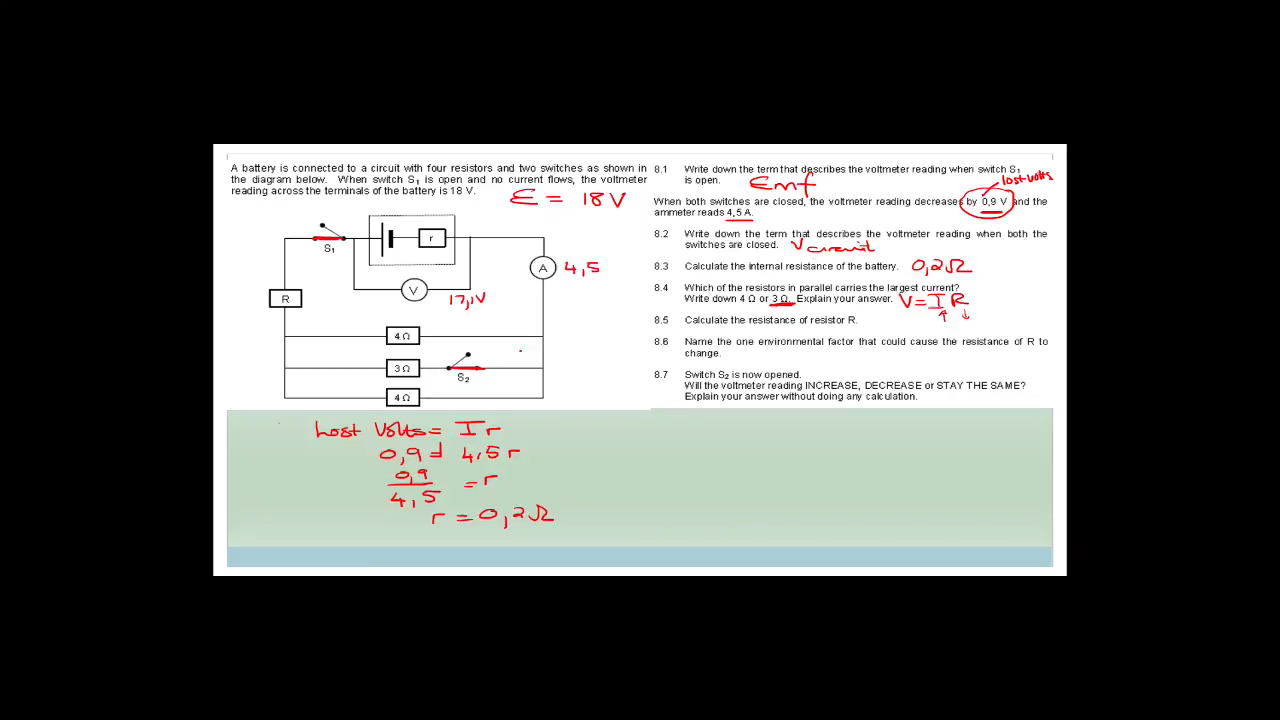 A battery is connected to a circuit with four resistors and two switches as shown in
the diagram below. When switch S₁ is open and no current flows, the voltmeter
reading across the terminals of the battery is 18 V.
Ɛ = 18V
S₁
r
A
4,5
V
17,1V
R
4Ω
3Ω
S₂
4Ω
8.1 Write down the term that describes the voltmeter reading when switch S₁
is open.
Emf
lost volts
When both switches are closed, the voltmeter reading decreases by 0,9 V and the
ammeter reads 4,5 A.
8.2 Write down the term that describes the voltmeter reading when both the
switches are closed.
V circuit
8.3 Calculate the internal resistance of the battery.
0,2Ω
8.4 Which of the resistors in parallel carries the largest current?
Write down 4 Ω or 3 Ω. Explain your answer.
V = IR
↑ ↓
8.5 Calculate the resistance of resistor R.
8.6 Name the one environmental factor that could cause the resistance of R to
change.
8.7 Switch S₂ is now opened.
Will the voltmeter reading INCREASE, DECREASE or STAY THE SAME?
Explain your answer without doing any calculation.
Lost Volts = Ir
0,9 = 4,5 r
0,9
4,5
= r
r = 0,2Ω